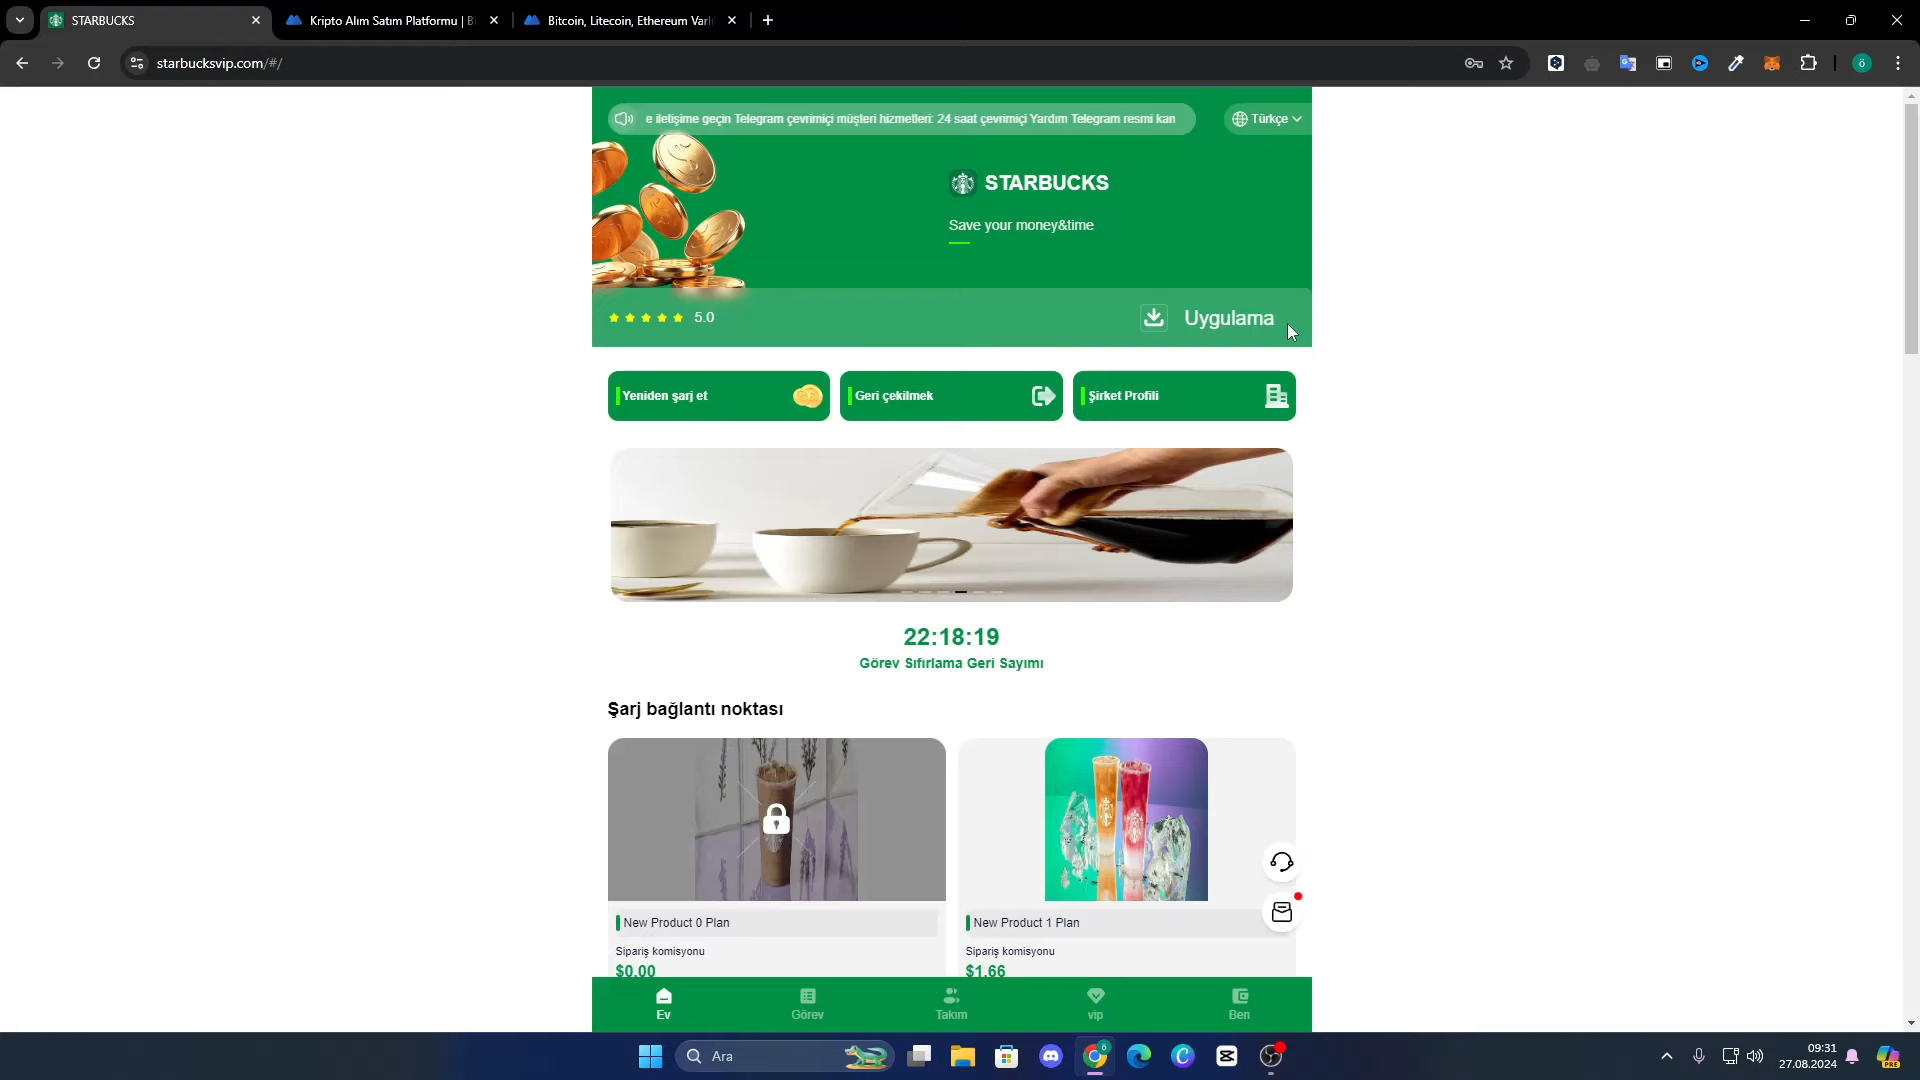 STARBUCKS
Kripto Alım Satım Platformu | B
Bitcoin, Litecoin, Ethereum Varlı
starbucksvip.com/#/
ö
e iletişime geçin Telegram çevrimiçi müşteri hizmetleri: 24 saat çevrimiçi Yardım Telegram resmi kan
Türkçe
STARBUCKS
Save your money&time
5.0
Uygulama
Yeniden şarj et
Geri çekilmek
Şirket Profili
22:18:19
Görev Sıfırlama Geri Sayımı
Şarj bağlantı noktası
New Product 0 Plan
New Product 1 Plan
Sipariş komisyonu
Sipariş komisyonu
$0.00
$1.66
Ev
Görev
Takım
vip
Ben
Ara
09:31
27.08.2024
PRE